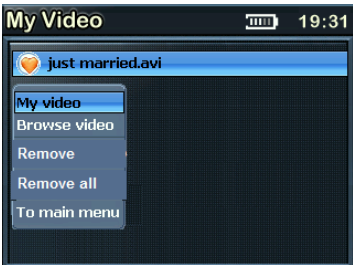 My Video 19:31
just married.avi
My video
Browse video
Remove
Remove all
To main menu